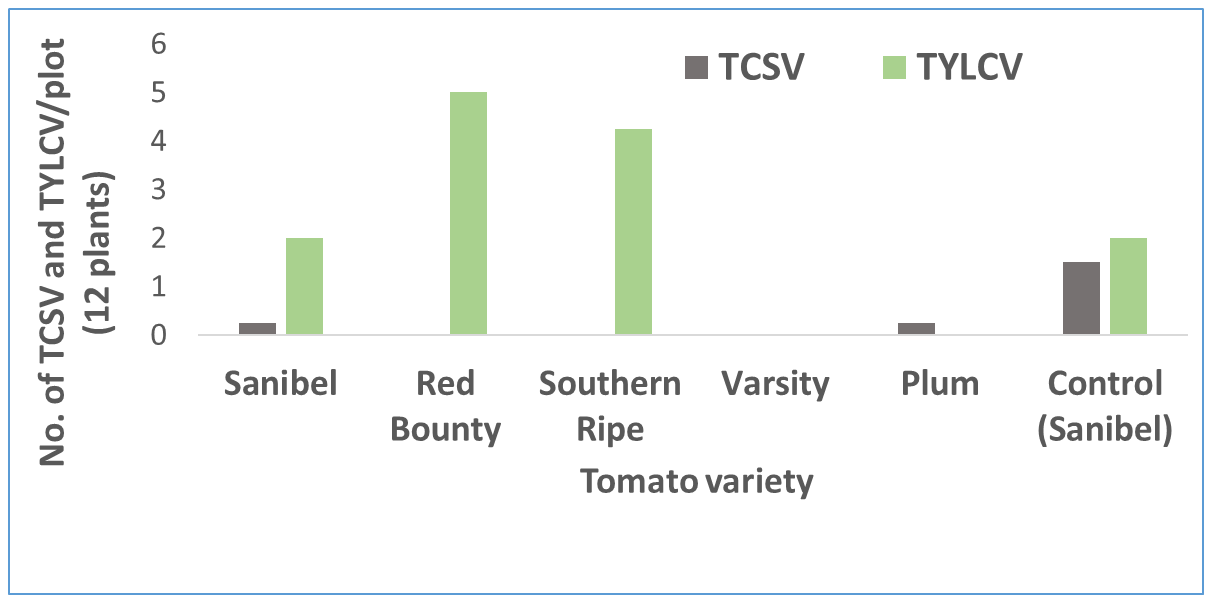 No. of TCSV and TYLCV/plot
(12 plants)
6
5
4
3
2
1
0
TCSV TYLCV
Sanibel Red Southern Varsity Plum Control
Bounty Ripe (Sanibel)
Tomato variety